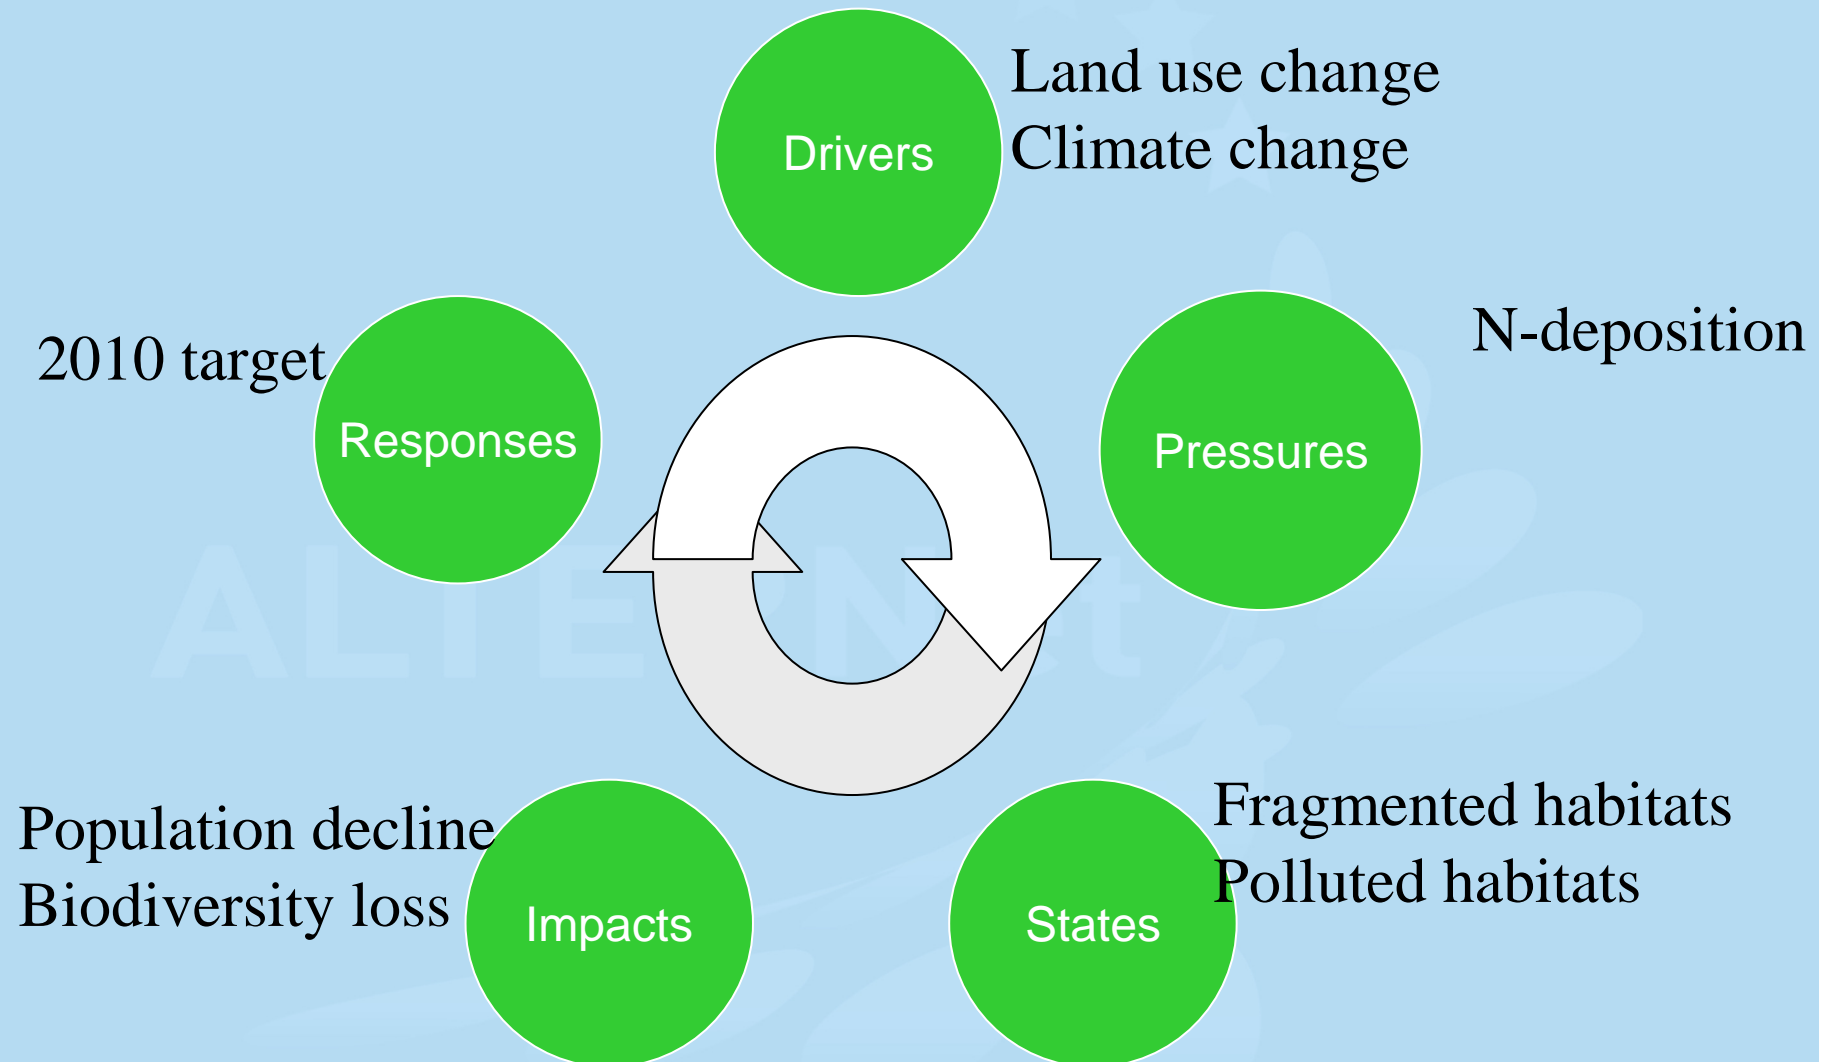 Drivers
Land use change
Climate change
2010 target
N-deposition
Responses
Pressures
ALTERNet
Population decline
Biodiversity loss
Fragmented habitats
Polluted habitats
Impacts
States